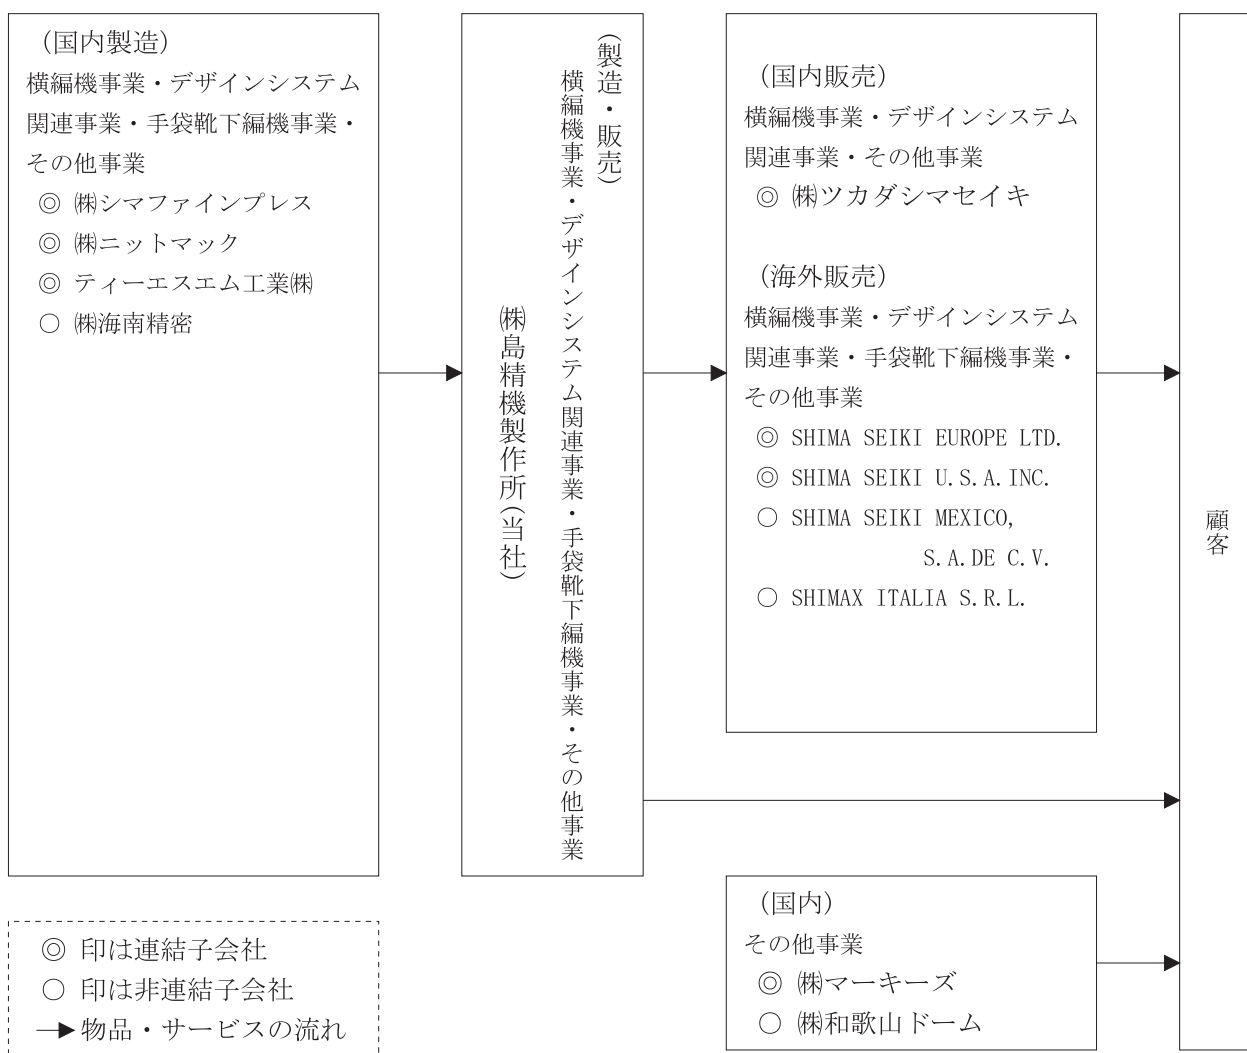 （国内製造）
横編機事業・デザインシステム
関連事業・手袋靴下編機事業・
その他事業
◎ ㈱シマファインプレス
◎ ㈱ニットマック
◎ ティーエスエム工業㈱
○ ㈱海南精密
（製造・販売）
横編機事業・デザインシステム関連事業・手袋靴下編機事業・その他事業
㈱島精機製作所(当社)
（国内販売）
横編機事業・デザインシステム
関連事業・その他事業
◎ ㈱ツカダシマセイキ
（海外販売）
横編機事業・デザインシステム
関連事業・手袋靴下編機事業・
その他事業
◎ SHIMA SEIKI EUROPE LTD.
◎ SHIMA SEIKI U.S.A.INC.
○ SHIMA SEIKI MEXICO,
S.A.DE C.V.
○ SHIMAX ITALIA S.R.L.
顧客
（国内）
その他事業
◎ ㈱マーキーズ
○ ㈱和歌山ドーム
◎ 印は連結子会社
○ 印は非連結子会社
→ 物品・サービスの流れ